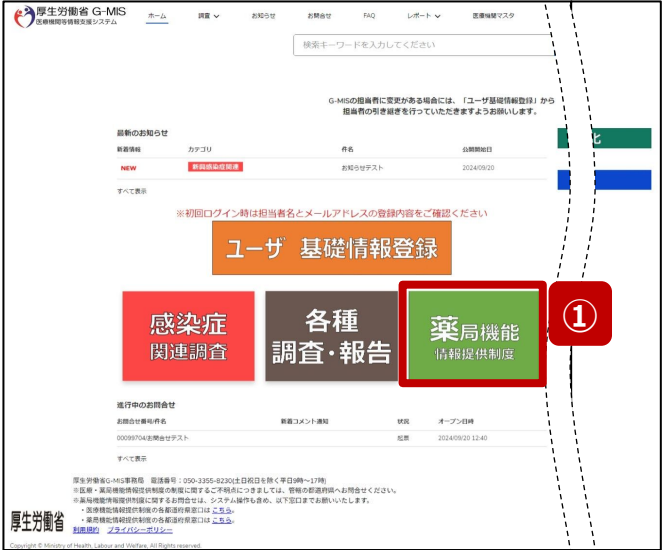 厚生労働省 G-MIS
医療機関等情報支援システム
ホーム 調査 お知らせ お問合せ FAQ レポート 医療機関マスタ
検索キーワードを入力してください
G-MISの担当者に変更がある場合には、「ユーザ基礎情報登録」から
担当者の引き継ぎを行っていただきますようお願いします。
化
最新のお知らせ
新着情報 カテゴリ 件名 公開開始日
NEW 新興感染症関連 お知らせテスト 2024/09/20
すべて表示
※初回ログイン時は担当者名とメールアドレスの登録内容をご確認ください
ユーザ 基礎情報登録
感染症
関連調査
各種
調査・報告
薬局機能
情報提供制度
①
進行中のお問合せ
お問合せ番号/件名 新着コメント通知 状況 オープン日時
00099704/お問合せテスト 起票 2024/09/20 12:40
すべて表示
厚生労働省G-MIS事務局 電話番号：050-3355-8230(土日祝日を除く平日9時～17時)
※医療・薬局機能情報提供制度の制度に関するご不明点につきましては、管轄の都道府県へお問合せください。
※薬局機能情報提供制度に関するお問合せは、システム操作も含め、以下窓口までお願いいたします。
・医療機能情報提供制度の各都道府県窓口は こちら。
・薬局機能情報提供制度の各都道府県窓口は こちら。
厚生労働省
利用規約 プライバシーポリシー
Copyright © Ministry of Health, Labour and Welfare, All Rights reserved.